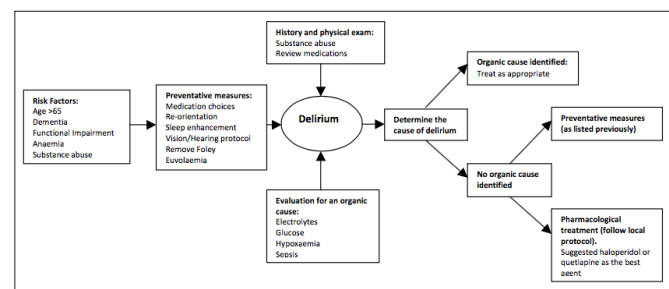 History and physical exam:
Substance abuse
Review medications
Organic cause identified:
Treat as appropriate
Risk Factors:
Age >65
Dementia
Functional Impairment
Anaemia
Substance abuse
Preventative measures:
Medication choices
Re-orientation
Sleep enhancement
Vision/Hearing protocol
Remove Foley
Euvolaemia
Delirium
Determine the
cause of delirium
Preventative measures
(as listed previously)
No organic cause
identified
Evaluation for an organic
cause:
Electrolytes
Glucose
Hypoxaemia
Sepsis
Pharmacological
treatment (follow local
protocol).
Suggested haloperidol or
quetiapine as the best
agent